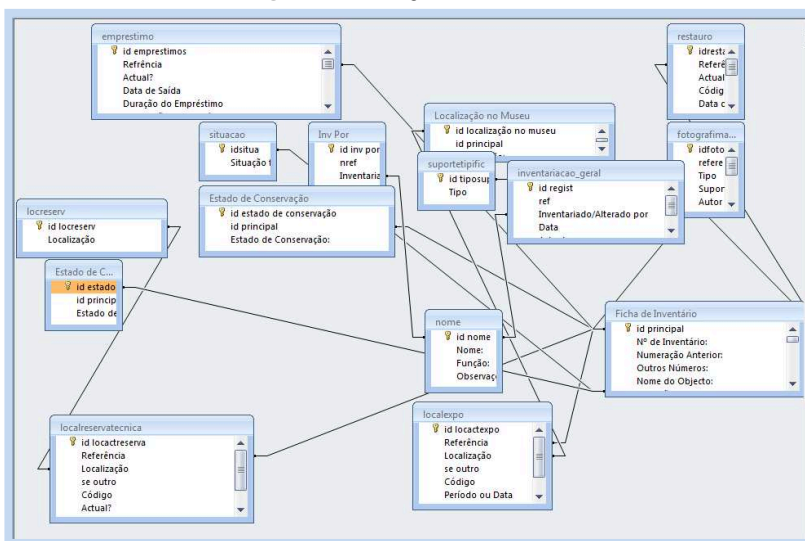 emprestimo
id emprestimos
Refrência
Actual?
Data de Saída
Duração do Empréstimo
restauro
idresta
Referê
Actual
Códig
Data c
situacao
idsitua
Situação f
Inv Por
id inv por
nref
Inventaria
Localização no Museu
id localização no museu
id principal
suportetipific
id tiposup
Tipo
inventariacao_geral
id regist
ref
Inventariado/Alterado por
Data
fotografima...
idfoto
refere
Tipo
Supor
Autor
Estado de Conservação
id estado de conservação
id principal
Estado de Conservação:
locreserv
id locreserv
Localização
Estado de C...
id estado
id princip
Estado de
nome
id nome
Nome:
Função:
Observaç
Ficha de Inventário
id principal
Nº de Inventário:
Numeração Anterior:
Outros Números:
Nome do Objecto:
localreservatecnica
id locactreserva
Referência
Localização
se outro
Código
Actual?
localexpo
id locactexpo
Referência
Localização
se outro
Código
Período ou Data